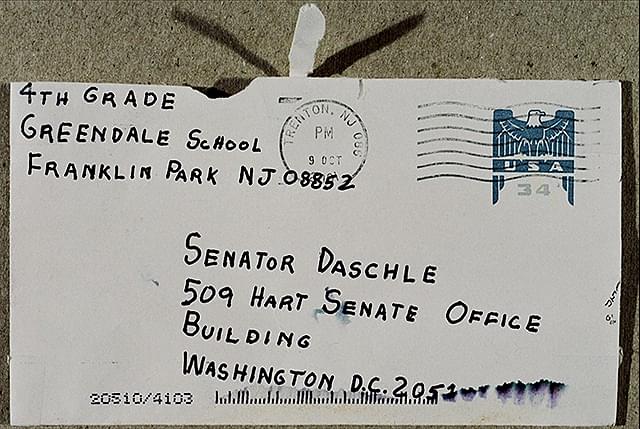 4TH GRADE
GREENDALE SCHOOL
FRANKLIN PARK NJ 08852
TRENTON, NJ 086
PM
9 OCT
USA
34
SENATOR DASCHLE
509 HART SENATE OFFICE
BUILDING
WASHINGTON D.C. 2051
20510/4103